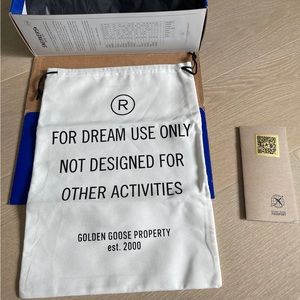 ®
FOR DREAM USE ONLY
NOT DESIGNED FOR
OTHER ACTIVITIES
GOLDEN GOOSE PROPERTY
est. 2000